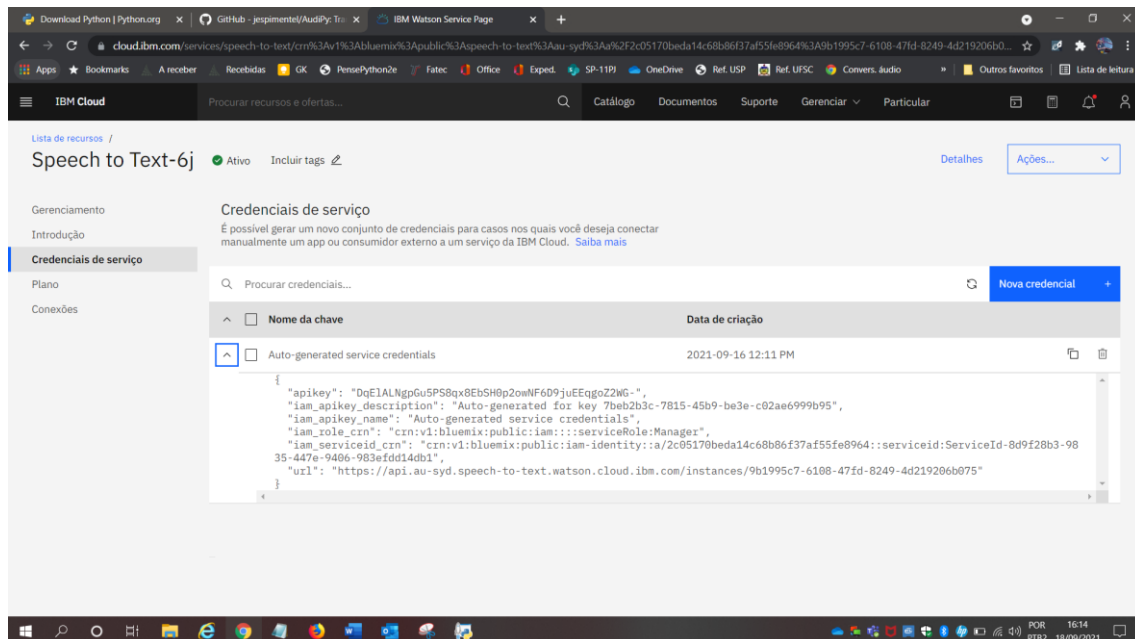 Download Python | Python.org
GitHub - jespimentel/AudiPy: Tra
IBM Watson Service Page
cloud.ibm.com/services/speech-to-text/crn%3Av1%3Abluemix%3Apublic%3Aspeech-to-text%3Aau-syd%3Aa%2F2c05170beda14c68b86f37af55fe8964%3A9b1995c7-6108-47fd-8249-4d219206b0...
Apps Bookmarks A receber Recebidas GK PensePython2e Fatec Office Exped. SP-11PJ OneDrive Ref. USP Ref. UFSC Convers. áudio » Outros favoritos Lista de leitura
IBM Cloud Procurar recursos e ofertas... Catálogo Documentos Suporte Gerenciar Particular
Lista de recursos /
Speech to Text-6j Ativo Incluir tags Detalhes Ações...
Gerenciamento
Introdução
Credenciais de serviço
Plano
Conexões
Credenciais de serviço
É possível gerar um novo conjunto de credenciais para casos nos quais você deseja conectar
manualmente um app ou consumidor externo a um serviço da IBM Cloud. Saiba mais
Procurar credenciais... Nova credencial +
Nome da chave Data de criação
Auto-generated service credentials 2021-09-16 12:11 PM
{
"apikey": "DqElALNgpGu5PS8qx8EbSH0p2owNF6D9juEEqgoZ2WG-",
"iam_apikey_description": "Auto-generated for key 7beb2b3c-7815-45b9-be3e-c02ae6999b95",
"iam_apikey_name": "Auto-generated service credentials",
"iam_role_crn": "crn:v1:bluemix:public:iam::::serviceRole:Manager",
"iam_serviceid_crn": "crn:v1:bluemix:public:iam-identity::a/2c05170beda14c68b86f37af55fe8964::serviceid:ServiceId-8d9f28b3-98
35-447e-9406-983efdd14db1",
"url": "https://api.au-syd.speech-to-text.watson.cloud.ibm.com/instances/9b1995c7-6108-47fd-8249-4d219206b075"
}
POR 16:14
PTB2 18/09/2021